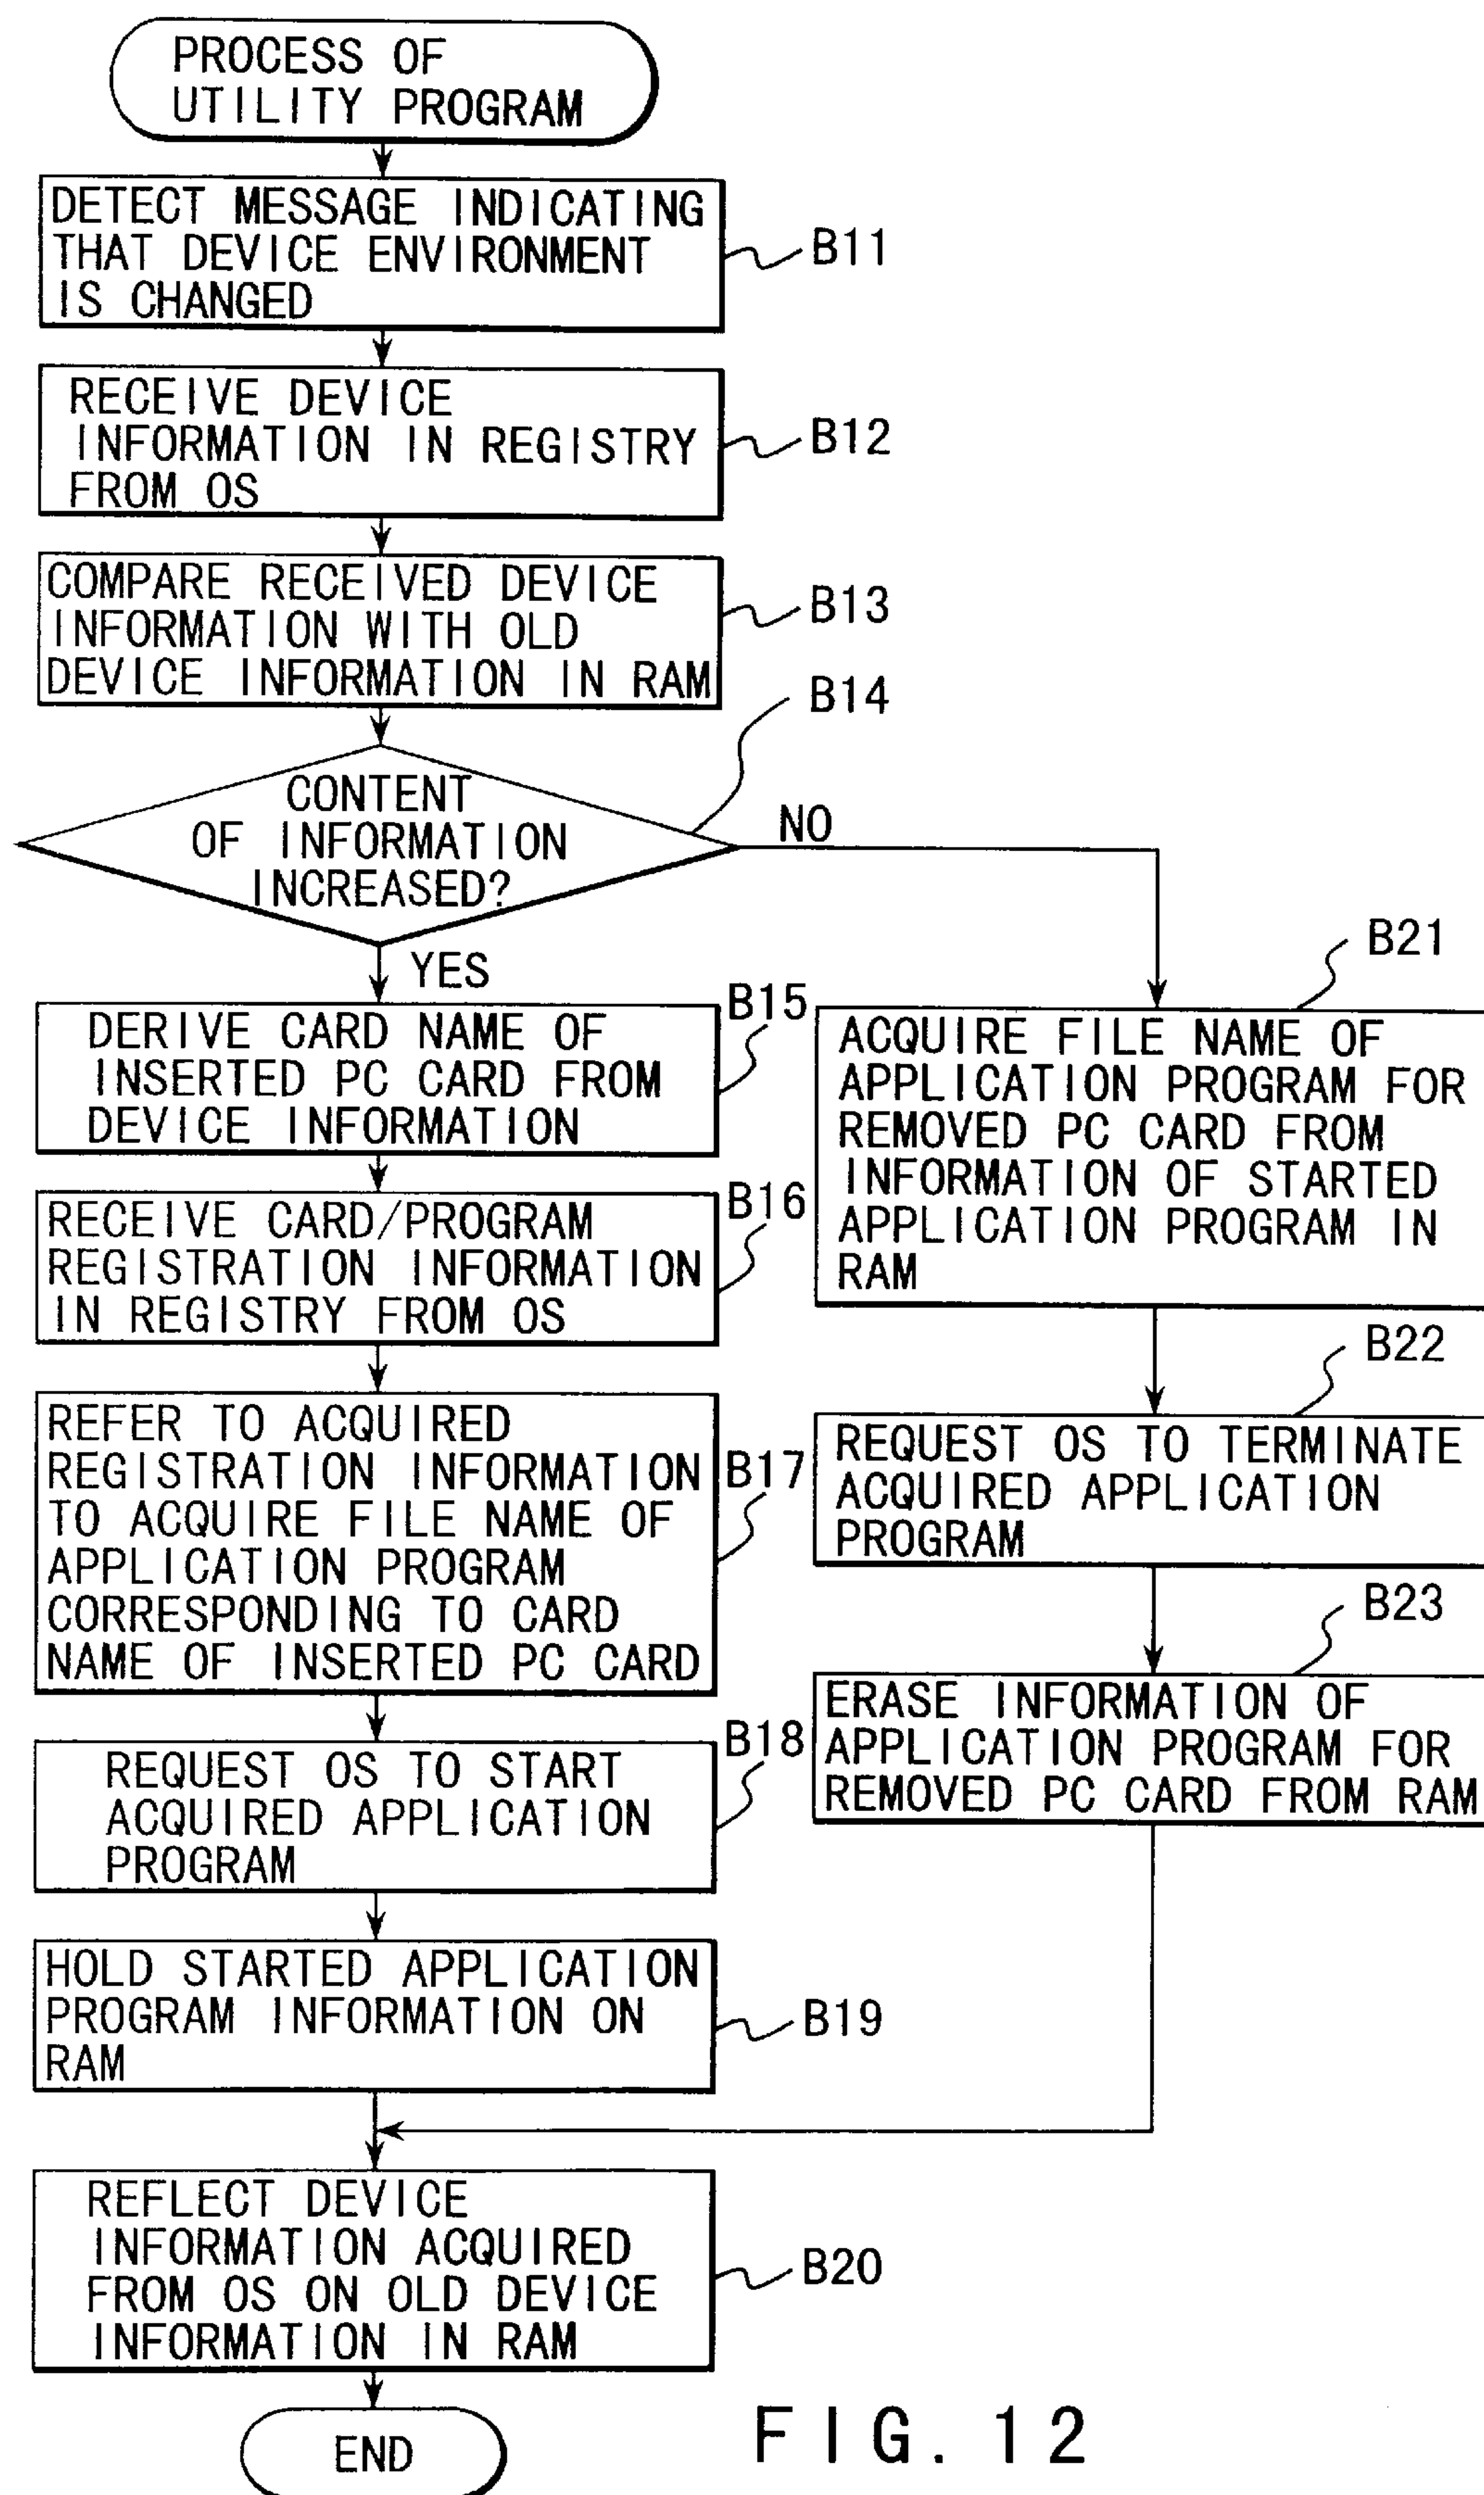 PROCESS OF
UTILITY PROGRAM
DETECT MESSAGE INDICATING
THAT DEVICE ENVIRONMENT
IS CHANGED
B11
RECEIVE DEVICE
INFORMATION IN REGISTRY
FROM OS
B12
COMPARE RECEIVED DEVICE
INFORMATION WITH OLD
DEVICE INFORMATION IN RAM
B13
B14
CONTENT
OF INFORMATION
INCREASED?
NO
YES
B15
DERIVE CARD NAME OF
INSERTED PC CARD FROM
DEVICE INFORMATION
B16
RECEIVE CARD/PROGRAM
REGISTRATION INFORMATION
IN REGISTRY FROM OS
REFER TO ACQUIRED
REGISTRATION INFORMATION
TO ACQUIRE FILE NAME OF
APPLICATION PROGRAM
CORRESPONDING TO CARD
NAME OF INSERTED PC CARD
B17
B18
REQUEST OS TO START
ACQUIRED APPLICATION
PROGRAM
HOLD STARTED APPLICATION
PROGRAM INFORMATION ON
RAM
B19
B21
ACQUIRE FILE NAME OF
APPLICATION PROGRAM FOR
REMOVED PC CARD FROM
INFORMATION OF STARTED
APPLICATION PROGRAM IN
RAM
B22
REQUEST OS TO TERMINATE
ACQUIRED APPLICATION
PROGRAM
B23
ERASE INFORMATION OF
APPLICATION PROGRAM FOR
REMOVED PC CARD FROM RAM
REFLECT DEVICE
INFORMATION ACQUIRED
FROM OS ON OLD DEVICE
INFORMATION IN RAM
B20
END
FIG. 12